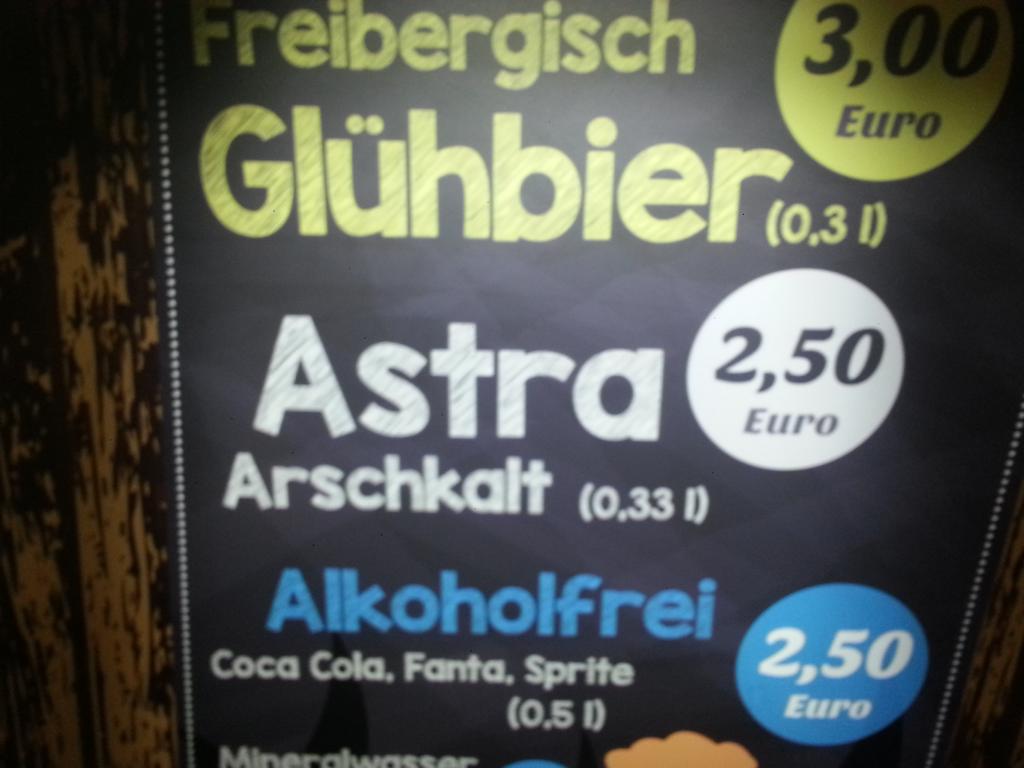 Freibergisch
3,00
Euro
Glühbier (0,3 l)
Astra
2,50
Euro
Arschkalt (0,33 l)
Alkoholfrei
2,50
Euro
Coca Cola, Fanta, Sprite
(0,5 l)
Mineralwasser